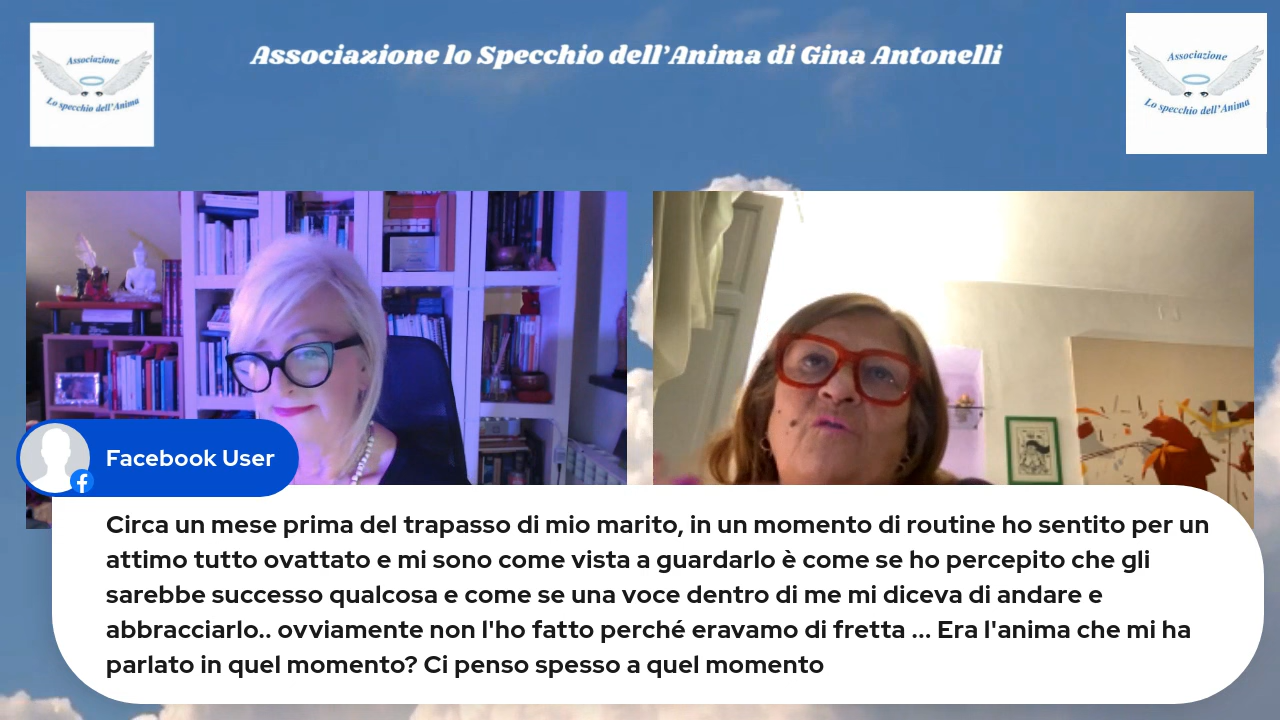 Associazione lo Specchio dell'Anima di Gina Antonelli
Associazione
Lo specchio dell'Anima
Associazione
Lo specchio dell'Anima
Facebook User
Circa un mese prima del trapasso di mio marito, in un momento di routine ho sentito per un
attimo tutto ovattato e mi sono come vista a guardarlo è come se ho percepito che gli
sarebbe successo qualcosa e come se una voce dentro di me mi diceva di andare e
abbracciarlo.. ovviamente non l'ho fatto perché eravamo di fretta ... Era l'anima che mi ha
parlato in quel momento? Ci penso spesso a quel momento